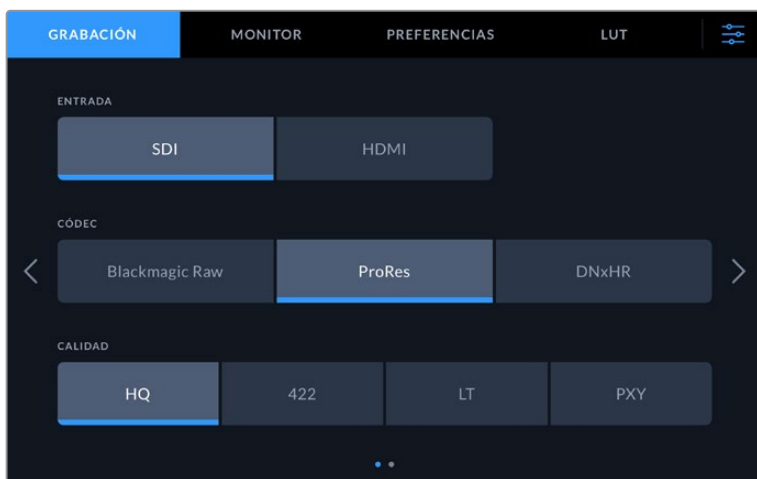 GRABACIÓN MONITOR PREFERENCIAS LUT
ENTRADA
SDI HDMI
CÓDEC
Blackmagic Raw ProRes DNxHR
CALIDAD
HQ 422 LT PXY